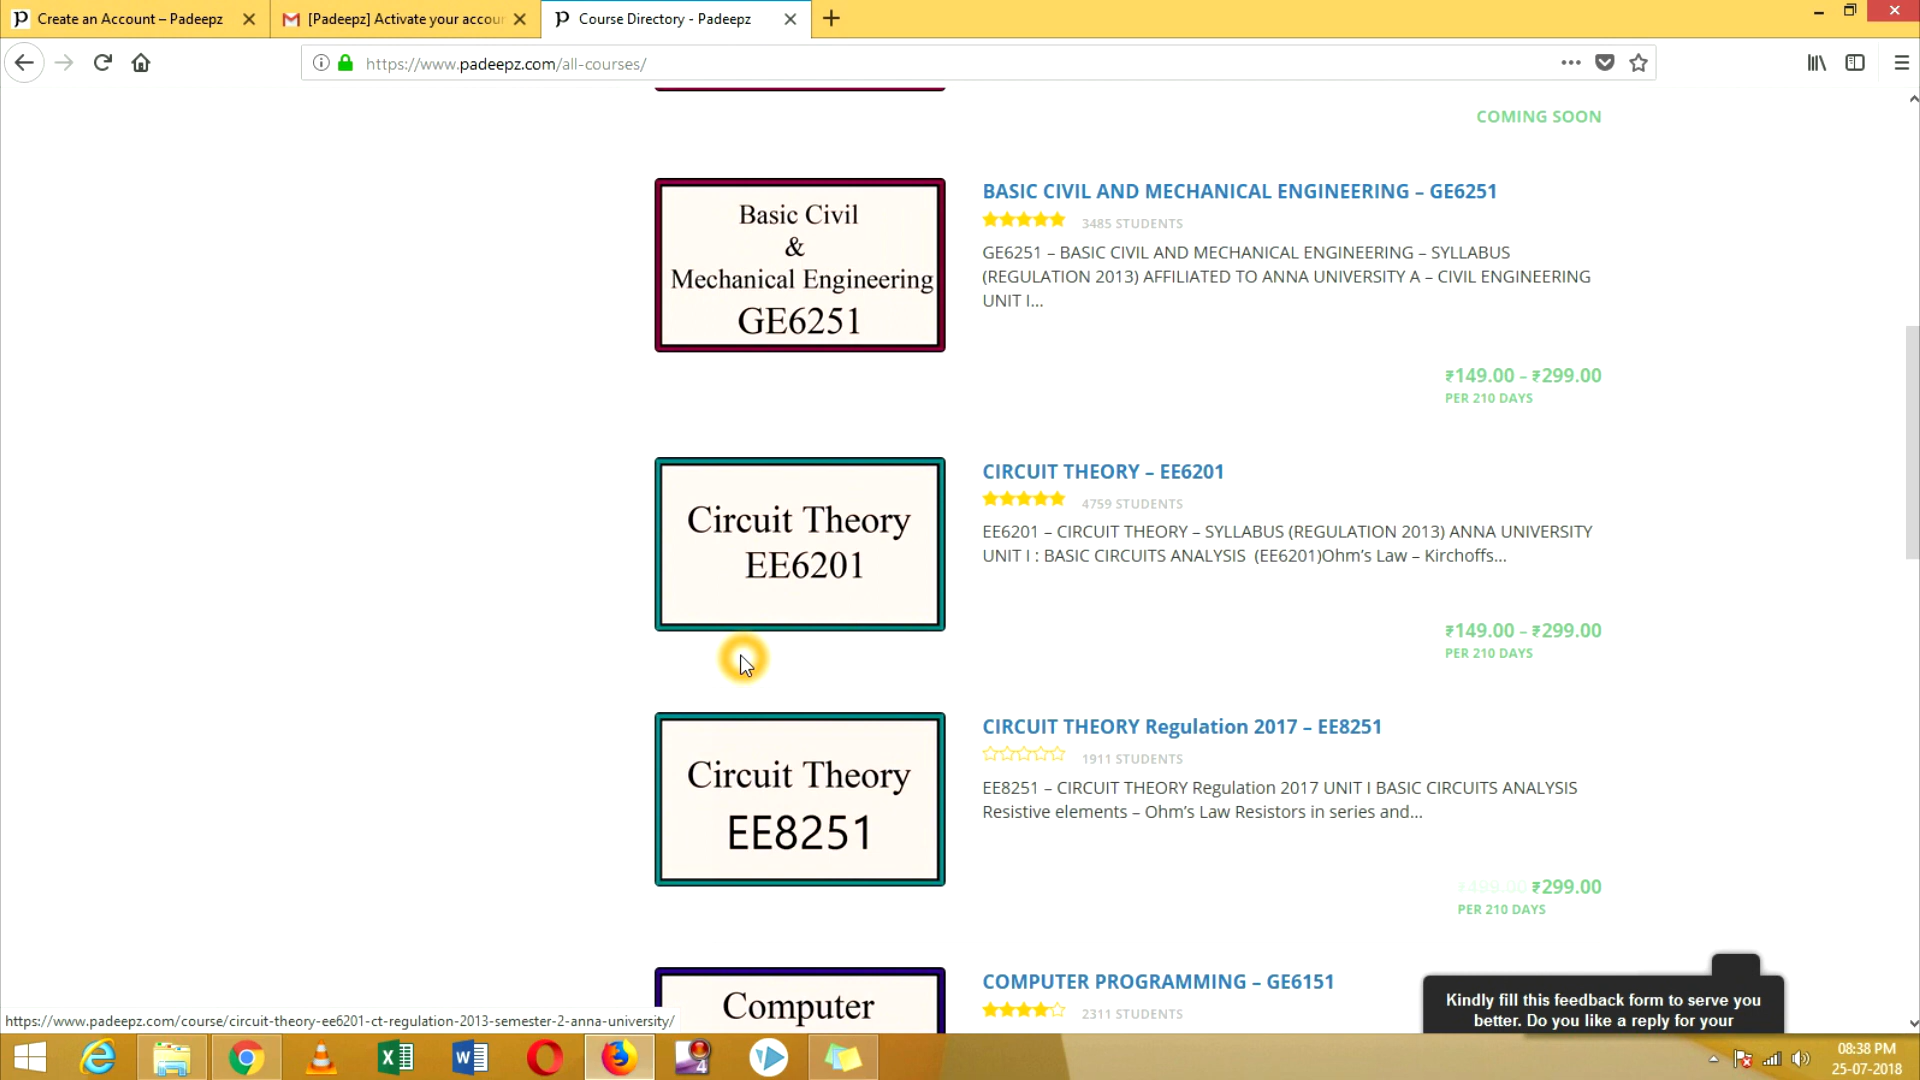 Create an Account – Padeepz
[Padeepz] Activate your accour
Course Directory - Padeepz
https://www.padeepz.com/all-courses/
COMING SOON
Basic Civil
&
Mechanical Engineering
GE6251
BASIC CIVIL AND MECHANICAL ENGINEERING – GE6251
3485 STUDENTS
GE6251 – BASIC CIVIL AND MECHANICAL ENGINEERING – SYLLABUS
(REGULATION 2013) AFFILIATED TO ANNA UNIVERSITY A – CIVIL ENGINEERING
UNIT I...
₹149.00 – ₹299.00
PER 210 DAYS
Circuit Theory
EE6201
CIRCUIT THEORY – EE6201
4759 STUDENTS
EE6201 – CIRCUIT THEORY – SYLLABUS (REGULATION 2013) ANNA UNIVERSITY
UNIT I : BASIC CIRCUITS ANALYSIS (EE6201)Ohm's Law – Kirchoffs...
₹149.00 – ₹299.00
PER 210 DAYS
Circuit Theory
EE8251
CIRCUIT THEORY Regulation 2017 – EE8251
1911 STUDENTS
EE8251 – CIRCUIT THEORY Regulation 2017 UNIT I BASIC CIRCUITS ANALYSIS
Resistive elements – Ohm's Law Resistors in series and...
₹499.00 ₹299.00
PER 210 DAYS
Computer
COMPUTER PROGRAMMING – GE6151
2311 STUDENTS
Kindly fill this feedback form to serve you
better. Do you like a reply for your
https://www.padeepz.com/course/circuit-theory-ee6201-ct-regulation-2013-semester-2-anna-university/
4
08:38 PM
25-07-2018